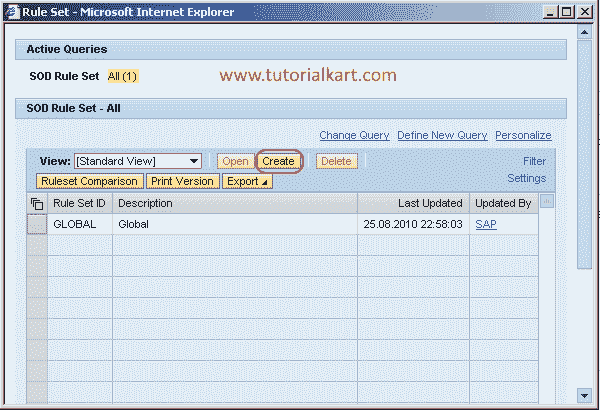 Rule Set - Microsoft Internet Explorer
Active Queries
SOD Rule Set All (1)
www.tutorialkart.com
SOD Rule Set - All
Change Query Define New Query Personalize
View: [Standard View] Open Create Delete Filter
Ruleset Comparison Print Version Export Settings
Rule Set ID Description Last Updated Updated By
GLOBAL Global 25.08.2010 22:58:03 SAP